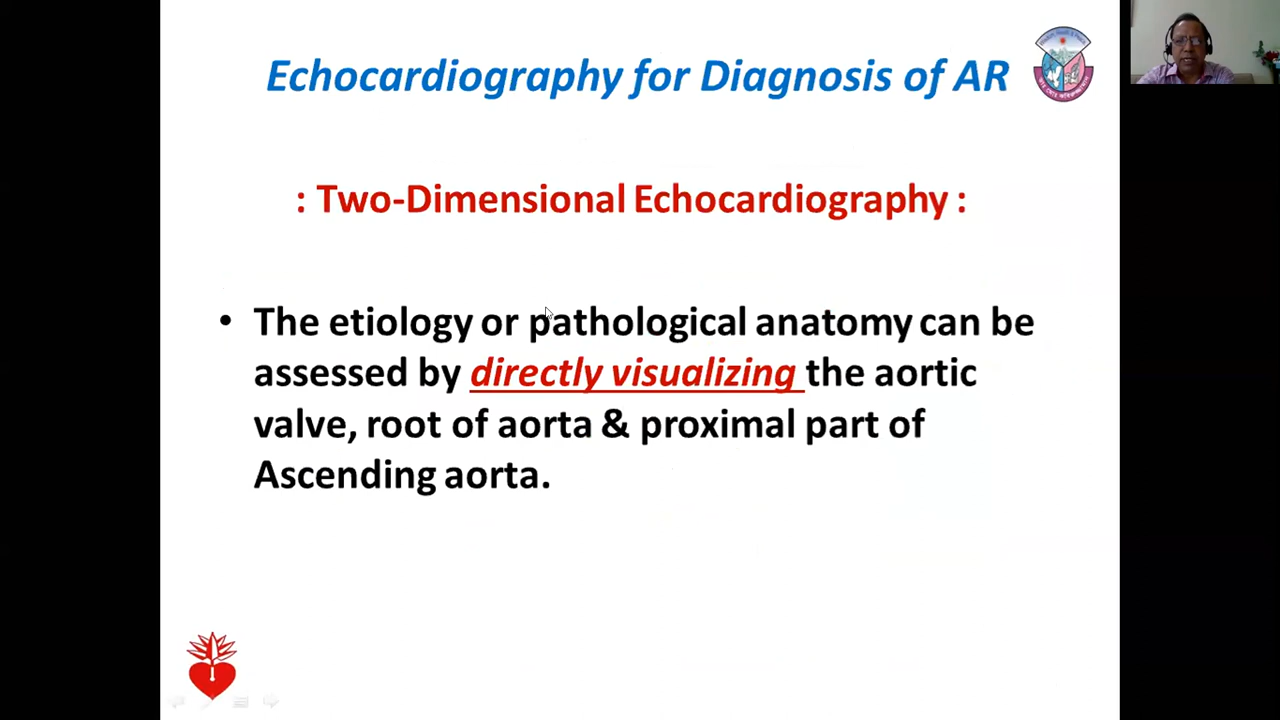 Echocardiography for Diagnosis of AR
: Two-Dimensional Echocardiography :
• The etiology or pathological anatomy can be
assessed by directly visualizing the aortic
valve, root of aorta & proximal part of
Ascending aorta.